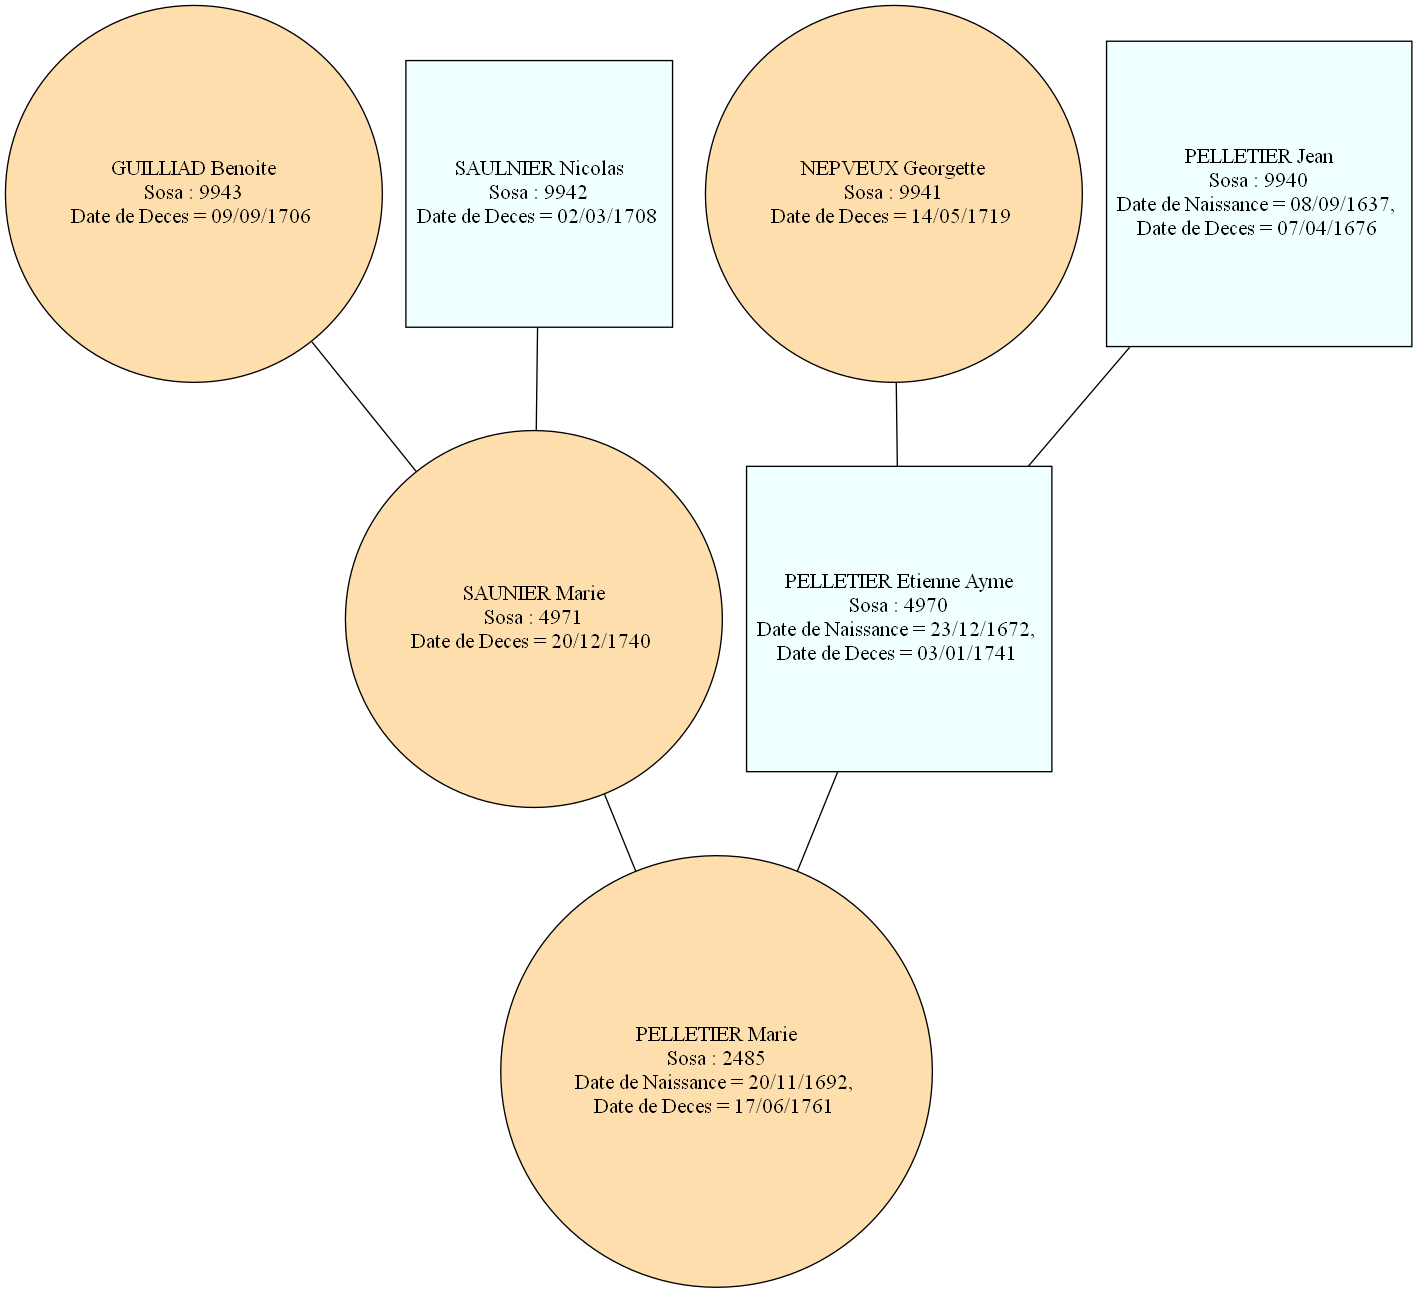 GUILLIAD Benoite
Sosa : 9943
Date de Deces = 09/09/1706
SAULNIER Nicolas
Sosa : 9942
Date de Deces = 02/03/1708
NEPVEUX Georgette
Sosa : 9941
Date de Deces = 14/05/1719
PELLETIER Jean
Sosa : 9940
Date de Naissance = 08/09/1637,
Date de Deces = 07/04/1676
SAUNIER Marie
Sosa : 4971
Date de Deces = 20/12/1740
PELLETIER Etienne Ayme
Sosa : 4970
Date de Naissance = 23/12/1672,
Date de Deces = 03/01/1741
PELLETIER Marie
Sosa : 2485
Date de Naissance = 20/11/1692,
Date de Deces = 17/06/1761